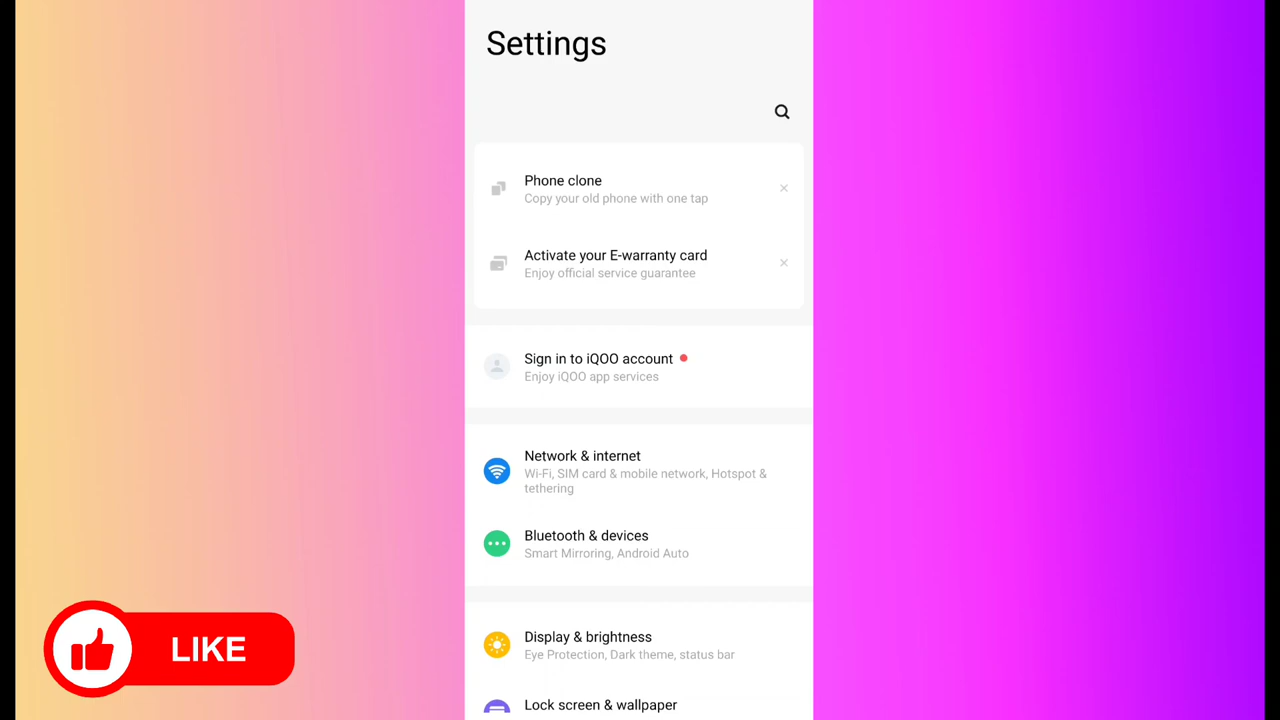 Settings
Phone clone
Copy your old phone with one tap
Activate your E-warranty card
Enjoy official service guarantee
Sign in to iQOO account
Enjoy iQOO app services
Network & internet
Wi-Fi, SIM card & mobile network, Hotspot &
tethering
Bluetooth & devices
Smart Mirroring, Android Auto
Display & brightness
Eye Protection, Dark theme, status bar
LIKE
Lock screen & wallpaper